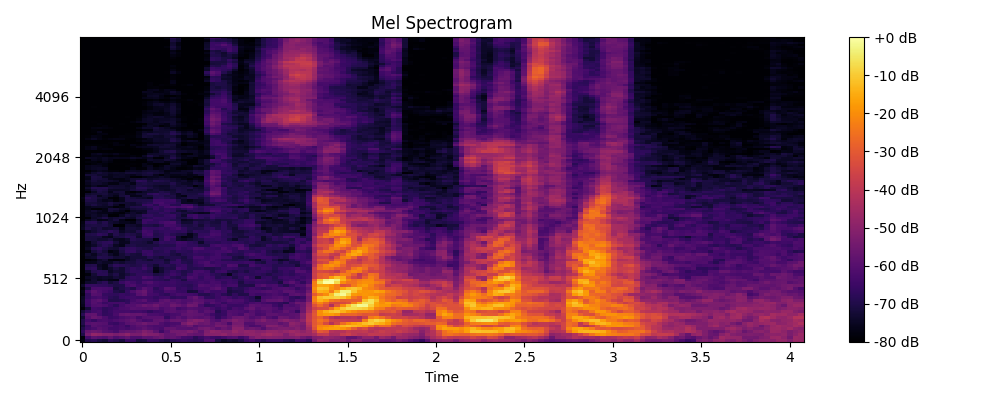 Mel Spectrogram
+0 dB
-10 dB
-20 dB
-30 dB
-40 dB
-50 dB
-60 dB
-70 dB
-80 dB
4096
2048
1024
512
0
Hz
0 0.5 1 1.5 2 2.5 3 3.5 4
Time